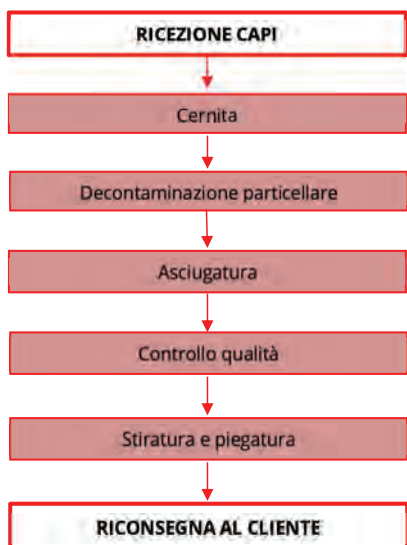 RICEZIONE CAPI
Cernita
Decontaminazione particellare
Asciugatura
Controllo qualità
Stiratura e piegatura
RICONSEGNA AL CLIENTE